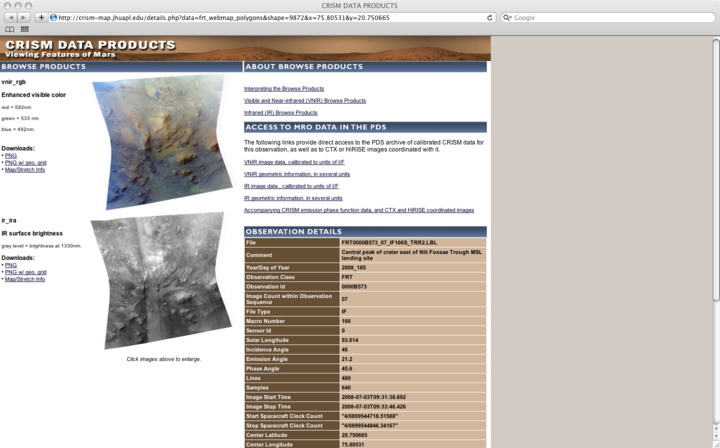 CRISM DATA PRODUCTS
http://crism-map.jhuapl.edu/details.php?data=frt_webmap_polygons&shape=9872&x=75.80531&y=20.750665
Google
CRISM DATA PRODUCTS
Viewing Features of Mars
BROWSE PRODUCTS
vnir_rgb
Enhanced visible color
red = 592nm
green = 533 nm
blue = 492nm
Downloads:
• PNG
• PNG w/ geo. grid
• Map/Stretch Info
ir_ira
IR surface brightness
grey level = brightness at 1330nm.
Downloads:
• PNG
• PNG w/ geo. grid
• Map/Stretch Info
Click images above to enlarge.
ABOUT BROWSE PRODUCTS
Interpreting the Browse Products
Visible and Near-infrared (VNIR) Browse Products
Infrared (IR) Browse Products
ACCESS TO MRO DATA IN THE PDS
The following links provide direct access to the PDS archive of calibrated CRISM data for
this observation, as well as to CTX or HiRISE images coordinated with it.
VNIR image data, calibrated to units of I/F
VNIR geometric information, in several units
IR image data , calibrated to units of I/F
IR geometric information, in several units
Accompanying CRISM emission phase function data, and CTX and HiRISE coordinated images
OBSERVATION DETAILS
File FRT0000B573_07_IF166S_TRR2.LBL
Comment Central peak of crater east of Nili Fossae Trough MSL
landing site
Year/Day of Year 2008_185
Observation Class FRT
Observation Id 0000B573
Image Count within Observation
Sequence 07
File Type IF
Macro Number 166
Sensor Id 0
Solar Longitude 93.614
Incidence Angle 46
Emission Angle 21.2
Phase Angle 45.6
Lines 480
Samples 640
Image Start Time 2008-07-03T09:31:38.692
Image Stop Time 2008-07-03T09:33:46.426
Start Spacecraft Clock Count "4/0899544718.51588"
Stop Spacecraft Clock Count "4/0899544846.34167"
Center Latitude 20.750665
Center Longitude 75.80531